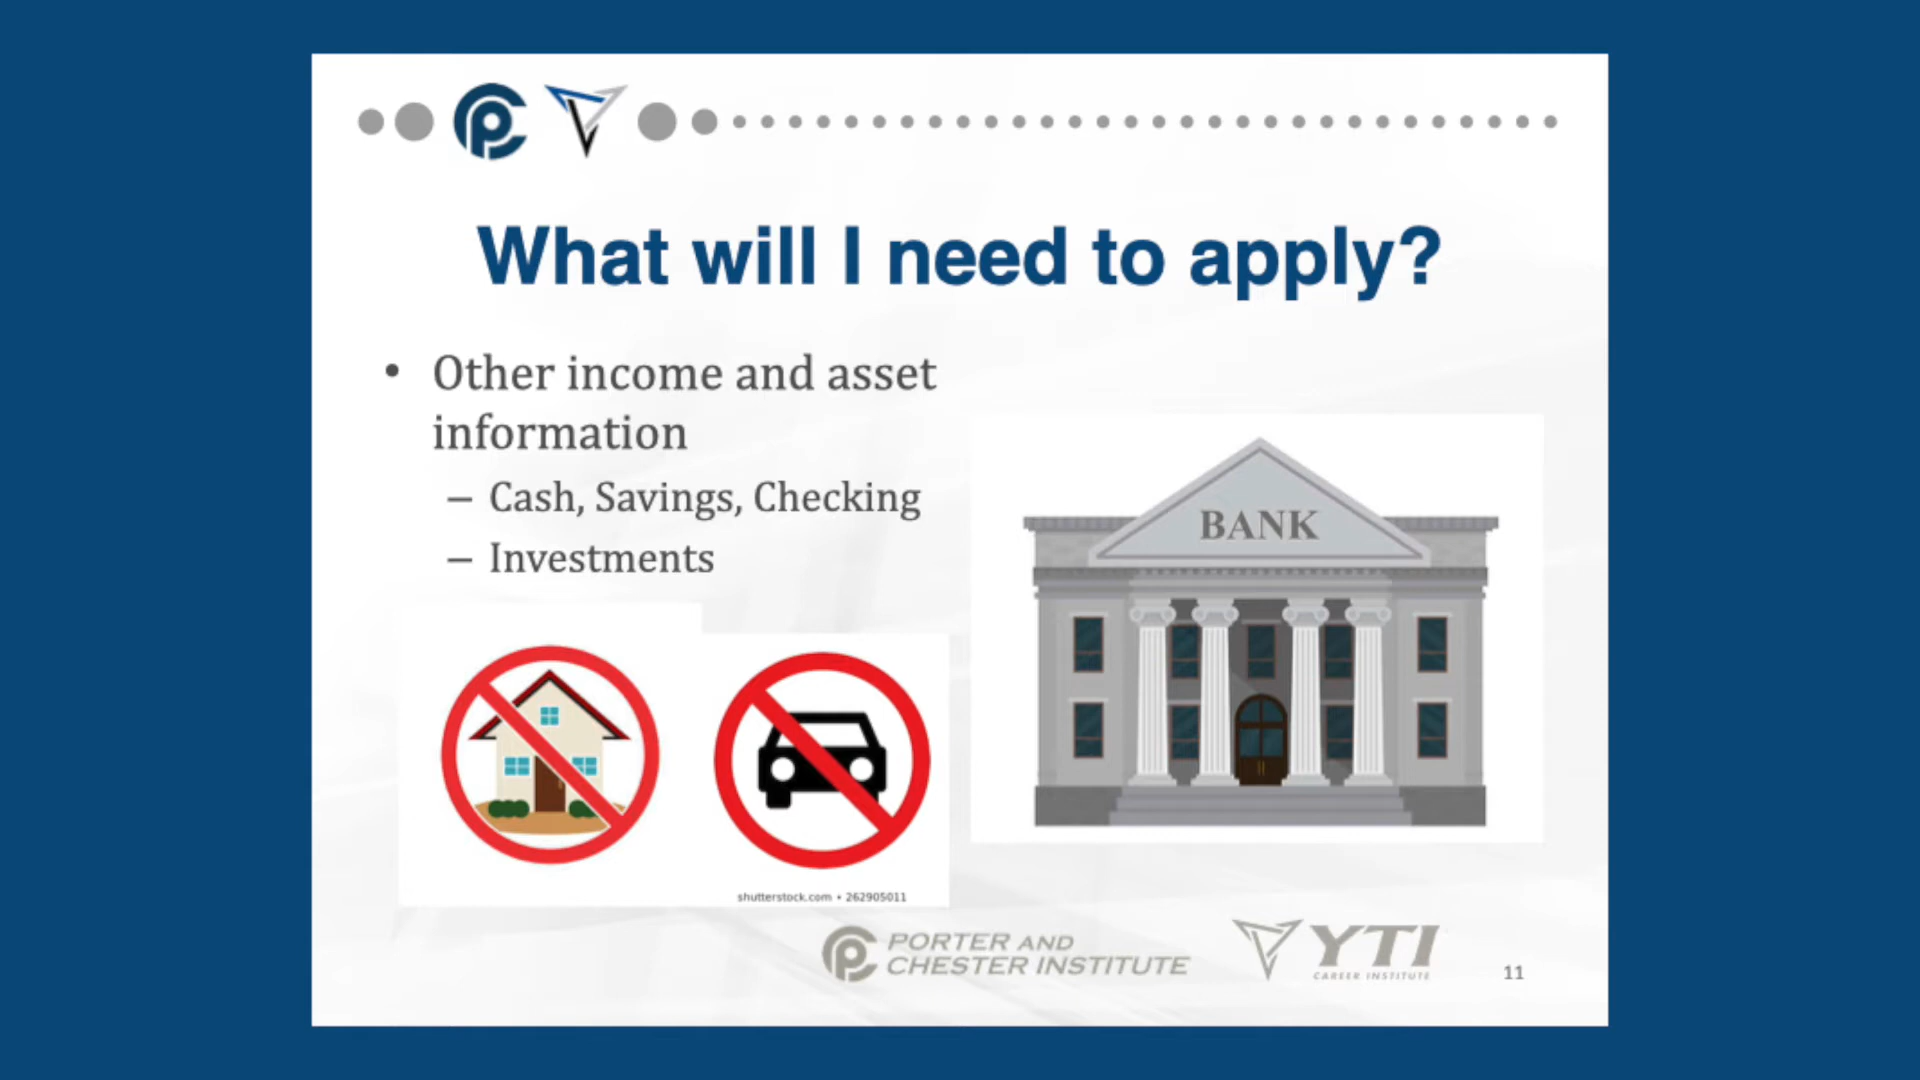 What will I need to apply?
• Other income and asset
information
– Cash, Savings, Checking
– Investments
BANK
shutterstock.com • 262905011
PORTER AND
CHESTER INSTITUTE
YTI
CAREER INSTITUTE
11